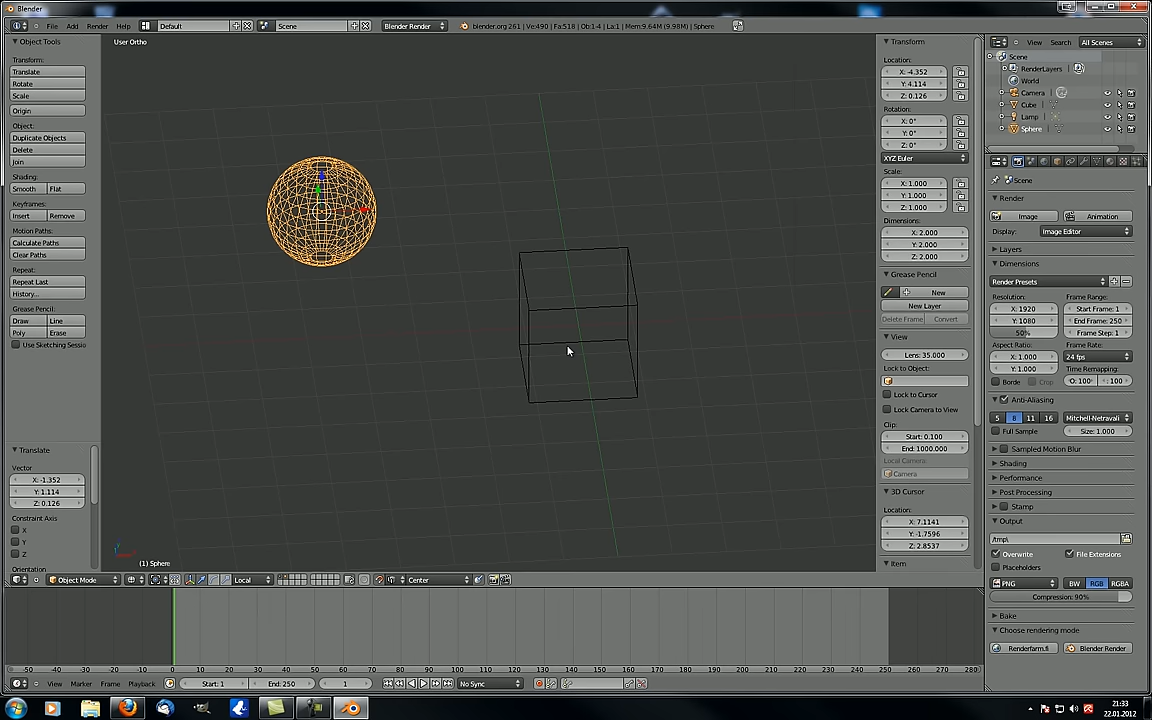 Blender
File Add Render Help Default Scene Blender Render blender.org 261 | Ve:490 | Fa:518 | Ob:1-4 | La:1 | Mem:9.64M (9.98M) | Sphere
Object Tools
Transform:
Translate
Rotate
Scale
Origin
Object:
Duplicate Objects
Delete
Join
Shading:
Smooth Flat
Keyframes:
Insert Remove
Motion Paths:
Calculate Paths
Clear Paths
Repeat:
Repeat Last
History...
Grease Pencil:
Draw Line
Poly Erase
Use Sketching Sessio
Translate
Vector
X: -1.352
Y: 1.114
Z: 0.126
Constraint Axis
X
Y
Z
Orientation
User Ortho
(1) Sphere
Transform
Location:
X: -4.352
Y: 4.114
Z: 0.126
Rotation:
X: 0°
Y: 0°
Z: 0°
XYZ Euler
Scale:
X: 1.000
Y: 1.000
Z: 1.000
Dimensions:
X: 2.000
Y: 2.000
Z: 2.000
Grease Pencil
New
New Layer
Delete Frame Convert
View
Lens: 35.000
Lock to Object:
Lock to Cursor
Lock Camera to View
Clip:
Start: 0.100
End: 1000.000
Local Camera:
Camera
3D Cursor
Location:
X: 7.1141
Y: -1.7596
Z: 2.8537
Item
View Search All Scenes
Scene
RenderLayers
World
Camera
Cube
Lamp
Sphere
Scene
Render
Image Animation
Display: Image Editor
Layers
Dimensions
Render Presets
Resolution: Frame Range:
X: 1920 Start Frame: 1
Y: 1080 End Frame: 250
50% Frame Step: 1
Aspect Ratio: Frame Rate:
X: 1.000 24 fps
Y: 1.000 Time Remapping:
Borde Crop O: 100 : 100
Anti-Aliasing
5 8 11 16 Mitchell-Netravali
Full Sample Size: 1.000
Sampled Motion Blur
Shading
Performance
Post Processing
Stamp
Output
/tmp\
Overwrite File Extensions
Placeholders
PNG BW RGB RGBA
Compression: 90%
Bake
Choose rendering mode
Renderfarm.fi Blender Render
Object Mode Local Center
-50 -40 -30 -20 -10 0 10 20 30 40 50 60 70 80 90 100 110 120 130 140 150 160 170 180 190 200 210 220 230 240 250 260 270 280
View Marker Frame Playback Start: 1 End: 250 1 No Sync
21:33
22.01.2012